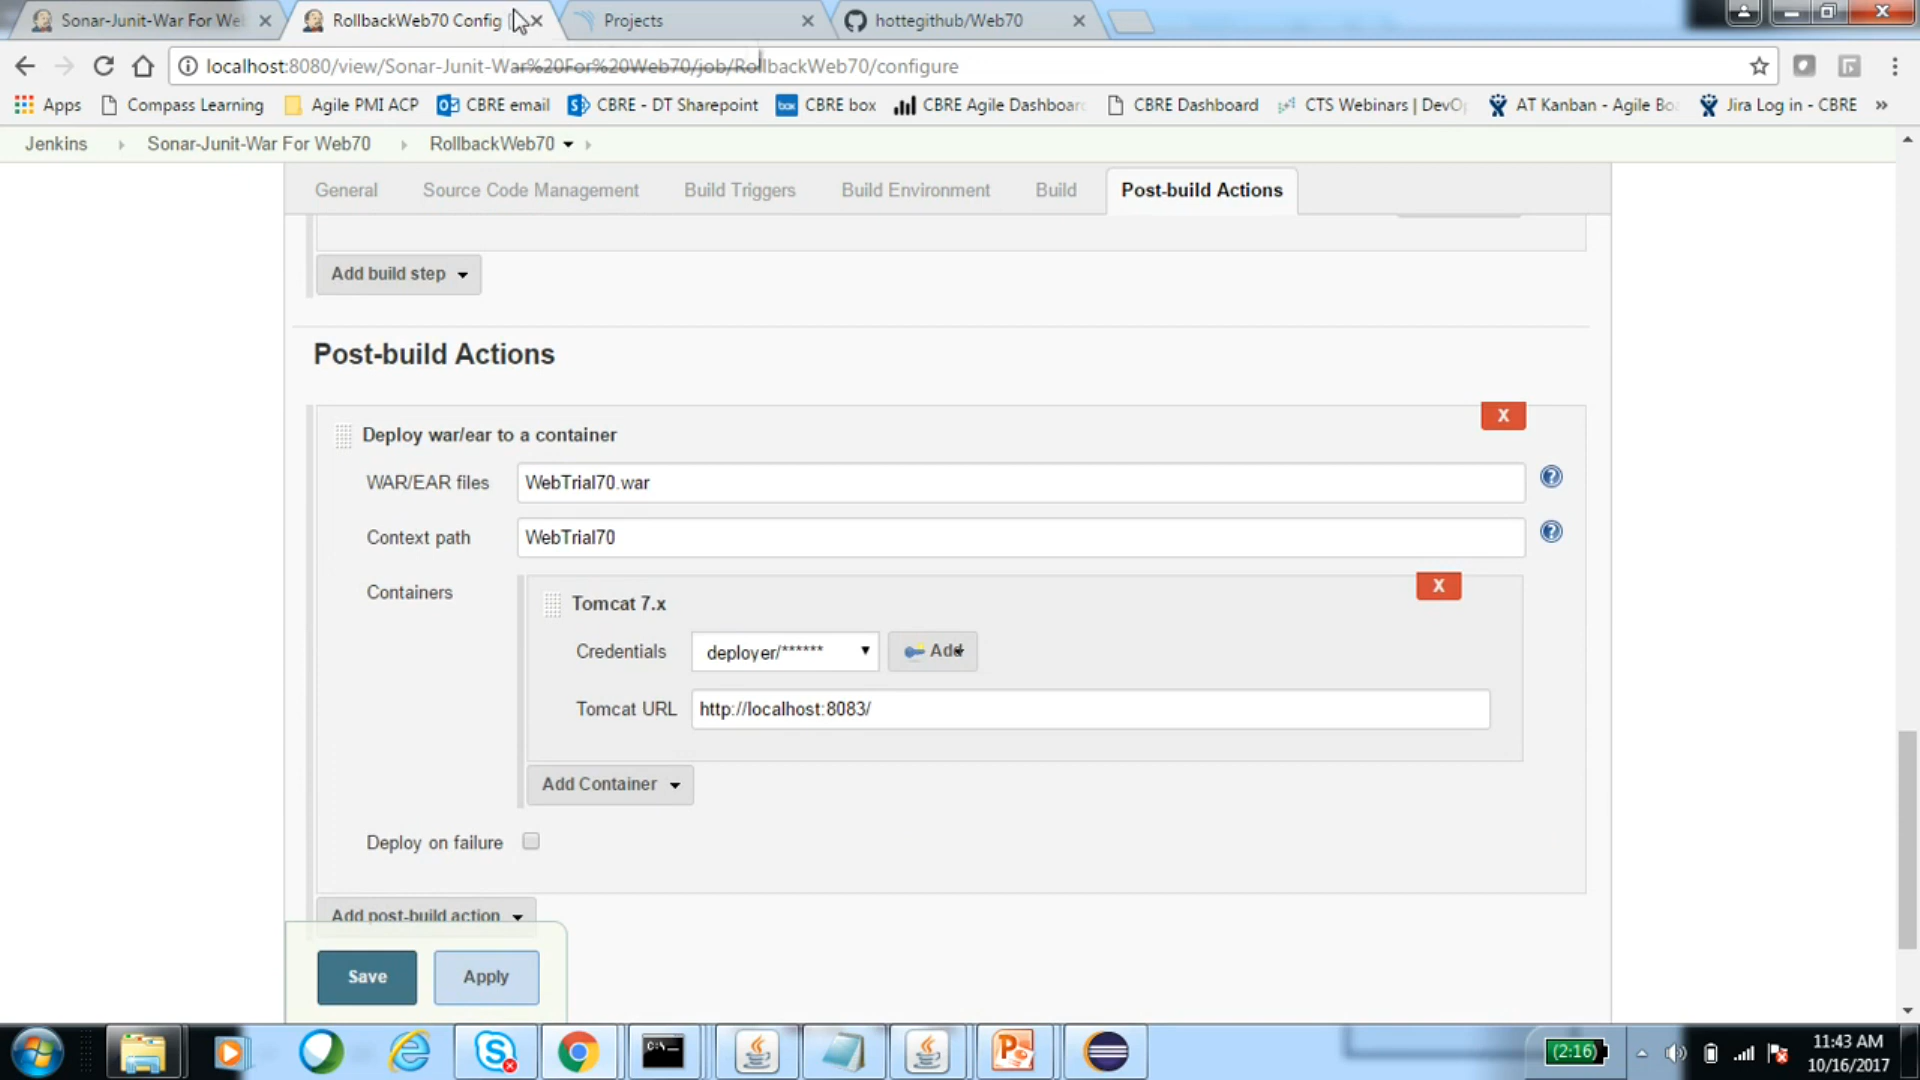 Sonar-Junit-War For We
RollbackWeb70 Config
Projects
hottegithub/Web70
localhost:8080/view/Sonar-Junit-War%20For%20Web70/job/RollbackWeb70/configure
Apps
Compass Learning
Agile PMI ACP
CBRE email
CBRE - DT Sharepoint
CBRE box
CBRE Agile Dashboar
CBRE Dashboard
CTS Webinars | DevO
AT Kanban - Agile Bo
Jira Log in - CBRE
»
Jenkins
Sonar-Junit-War For Web70
RollbackWeb70
General
Source Code Management
Build Triggers
Build Environment
Build
Post-build Actions
Add build step
Post-build Actions
X
Deploy war/ear to a container
WAR/EAR files
WebTrial70.war
Context path
WebTrial70
Containers
X
Tomcat 7.x
Credentials
deployer/******
Add
Tomcat URL
http://localhost:8083/
Add Container
Deploy on failure
Add post-build action
Save
Apply
(2:16)
11:43 AM
10/16/2017